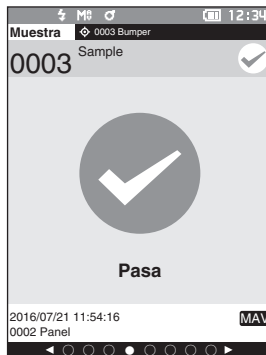 12:34
Muestra 0003 Bumper
0003 Sample
Pasa
2016/07/21 11:54:16
0002 Panel MAV